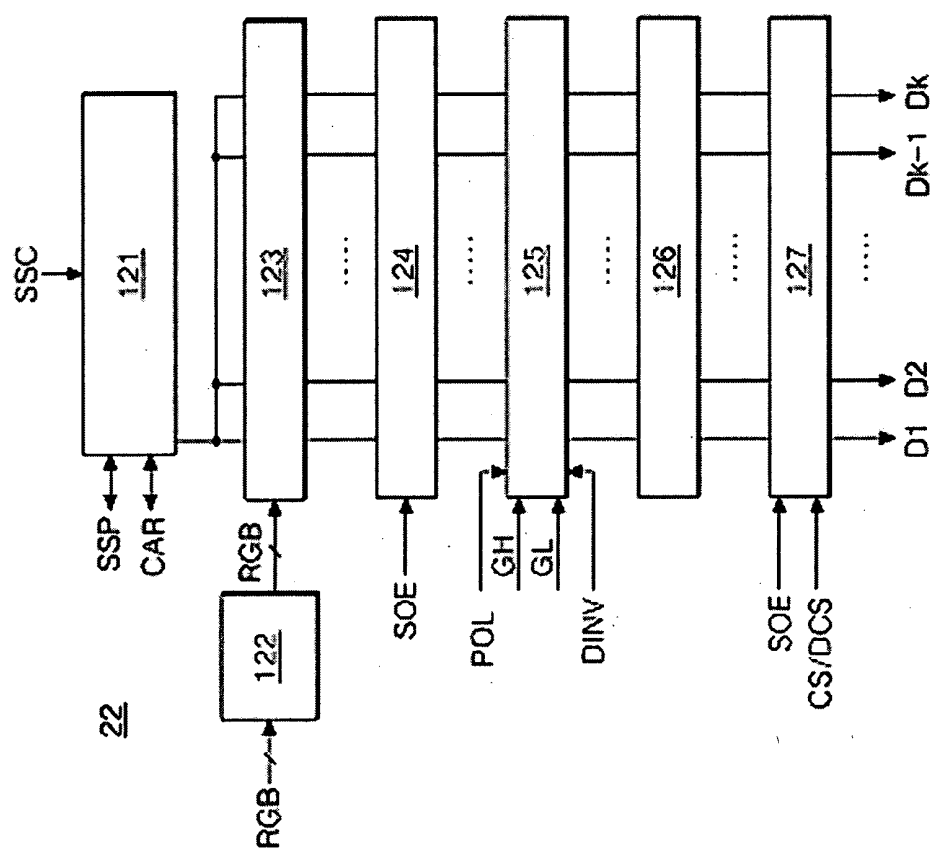 SSC
121
SSP
CAR
22
RGB
122
RGB
123
.....
SOE
124
.....
POL
GH
GL
DINV
125
.....
126
.....
SOE
CS/DCS
127
.....
D1
D2
Dk-1
Dk